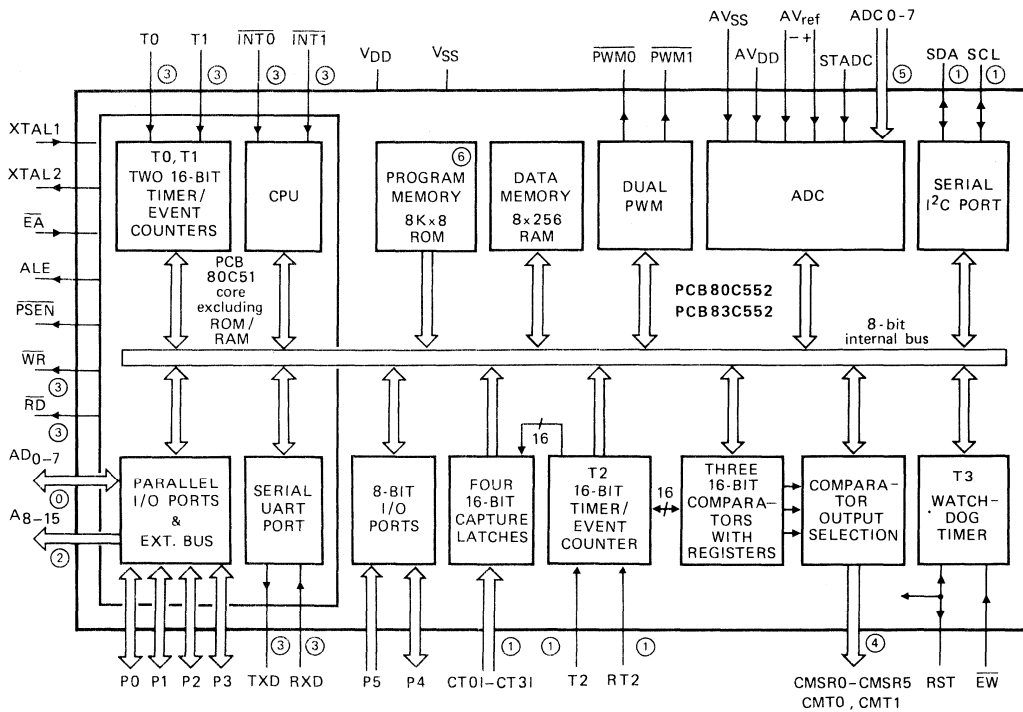 T0 T1 INT0 INT1 VDD VSS PWM0 PWM1 AVSS AVref ADC0-7
−+
AVDD STADC SDA SCL
③ ③ ③ ③ ⑤ ① ①
XTAL1
XTAL2
EA
ALE
PSEN
WR
③
RD
③
AD0-7
⓪
A8-15
②
T0, T1
TWO 16-BIT
TIMER/
EVENT
COUNTERS
CPU
⑥
PROGRAM
MEMORY
8K×8
ROM
DATA
MEMORY
8×256
RAM
DUAL
PWM
ADC
SERIAL
I²C PORT
PCB
80C51
core
excluding
ROM/
RAM
PCB80C552
PCB83C552
8-bit
internal bus
PARALLEL
I/O PORTS
&
EXT. BUS
SERIAL
UART
PORT
8-BIT
I/O
PORTS
FOUR
16-BIT
CAPTURE
LATCHES
16
T2
16-BIT
TIMER/
EVENT
COUNTER
16
THREE
16-BIT
COMPARA-
TORS
WITH
REGISTERS
COMPARA-
TOR
OUTPUT
SELECTION
T3
WATCH-
DOG
TIMER
③ ③ ① ① ① ④
P0 P1 P2 P3 TXD RXD P5 P4 CT0I-CT3I T2 RT2 CMSR0-CMSR5 RST EW
CMT0, CMT1